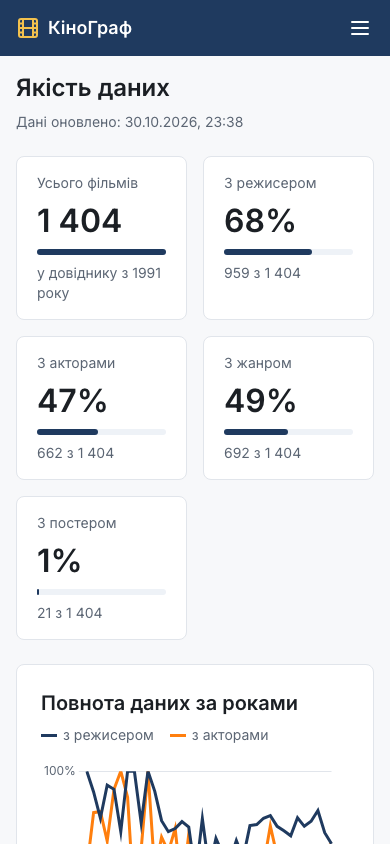 КіноГраф
Якість даних
Дані оновлено: 30.10.2026, 23:38
Усього фільмів
1 404
у довіднику з 1991
року
З режисером
68%
959 з 1 404
З акторами
47%
662 з 1 404
З жанром
49%
692 з 1 404
З постером
1%
21 з 1 404
Повнота даних за роками
з режисером
з акторами
100%